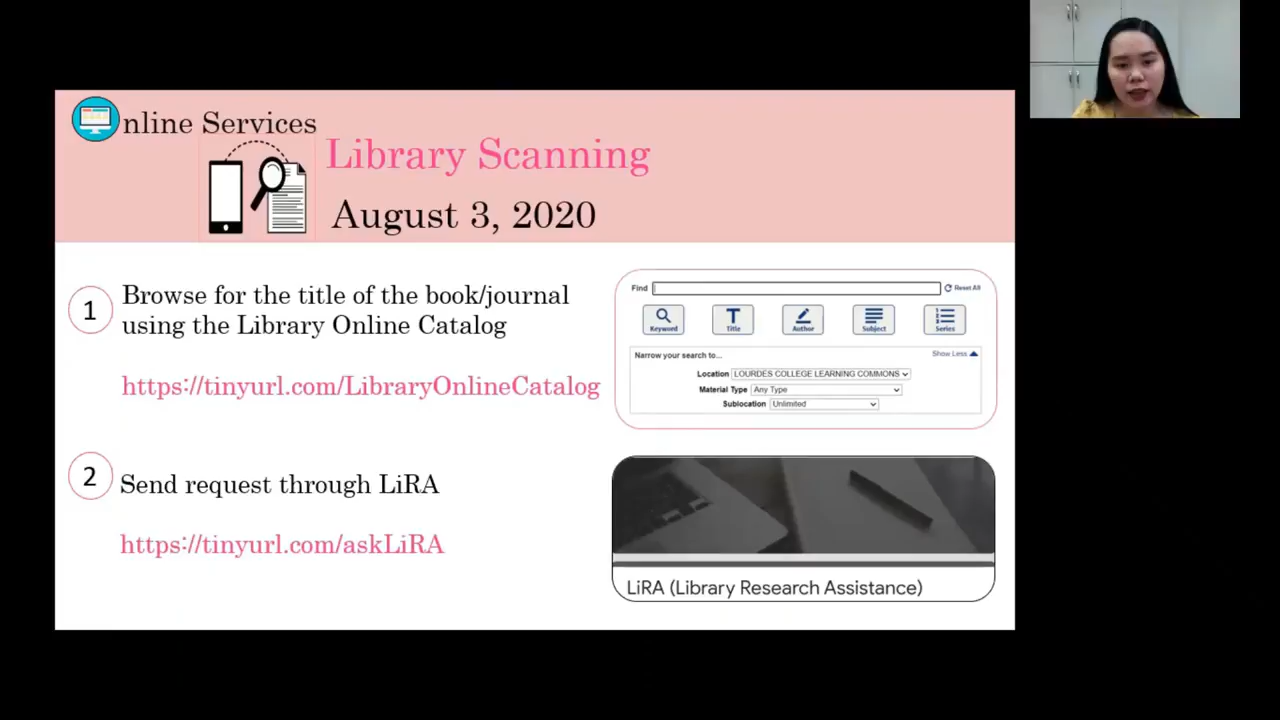 nline Services
Library Scanning
August 3, 2020
1
Browse for the title of the book/journal
using the Library Online Catalog
https://tinyurl.com/LibraryOnlineCatalog
Find
Reset All
Keyword
Title
Author
Subject
Series
Narrow your search to...
Show Less
Location LOURDES COLLEGE LEARNING COMMONS
Material Type Any Type
Sublocation Unlimited
2
Send request through LiRA
https://tinyurl.com/askLiRA
LiRA (Library Research Assistance)